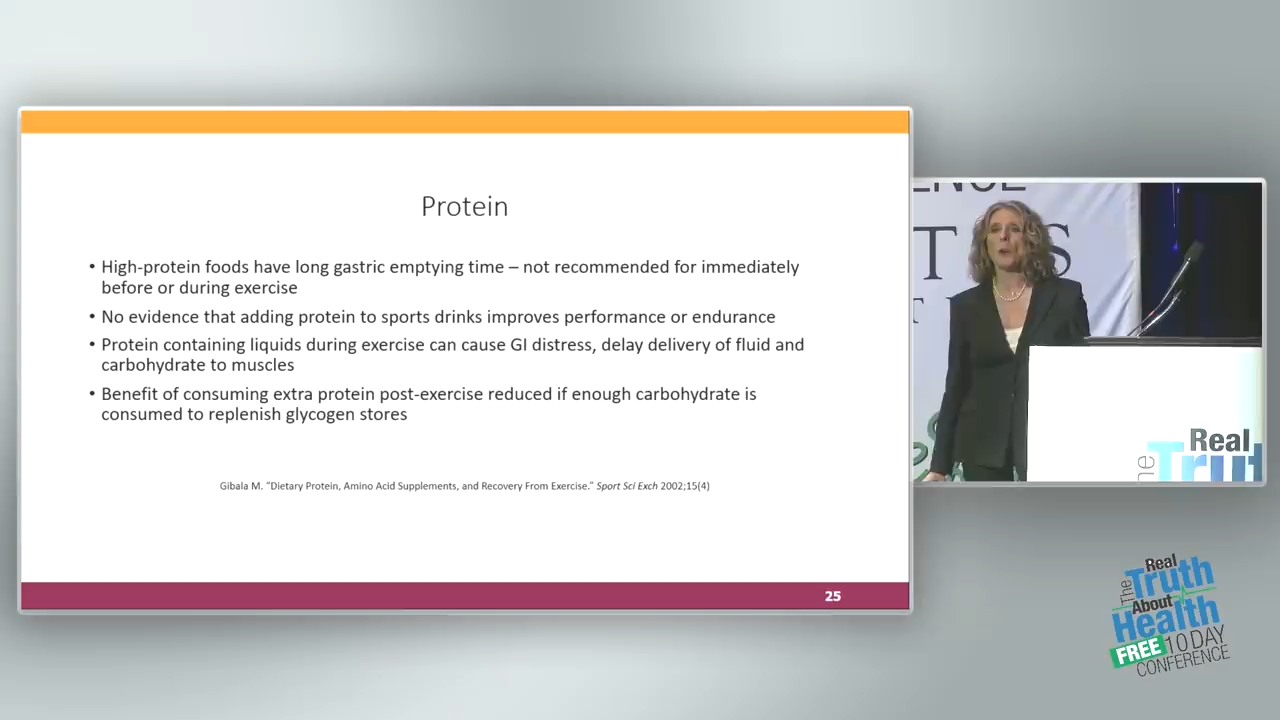 Protein
• High-protein foods have long gastric emptying time – not recommended for immediately
before or during exercise
• No evidence that adding protein to sports drinks improves performance or endurance
• Protein containing liquids during exercise can cause GI distress, delay delivery of fluid and
carbohydrate to muscles
• Benefit of consuming extra protein post-exercise reduced if enough carbohydrate is
consumed to replenish glycogen stores
Gibala M. “Dietary Protein, Amino Acid Supplements, and Recovery From Exercise.” Sport Sci Exch 2002;15(4)
25
Real
The Real
Truth
About
Health
FREE 10 DAY
CONFERENCE